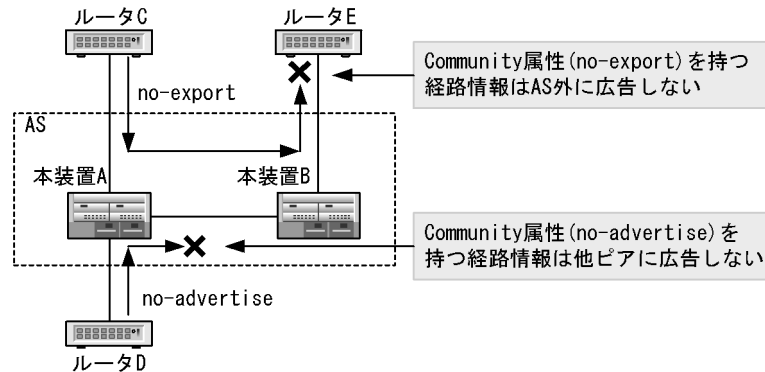 ルータC
ルータE
Community属性(no-export)を持つ
経路情報はAS外に広告しない
no-export
AS
本装置A
本装置B
Community属性(no-advertise)を
持つ経路情報は他ピアに広告しない
no-advertise
ルータD